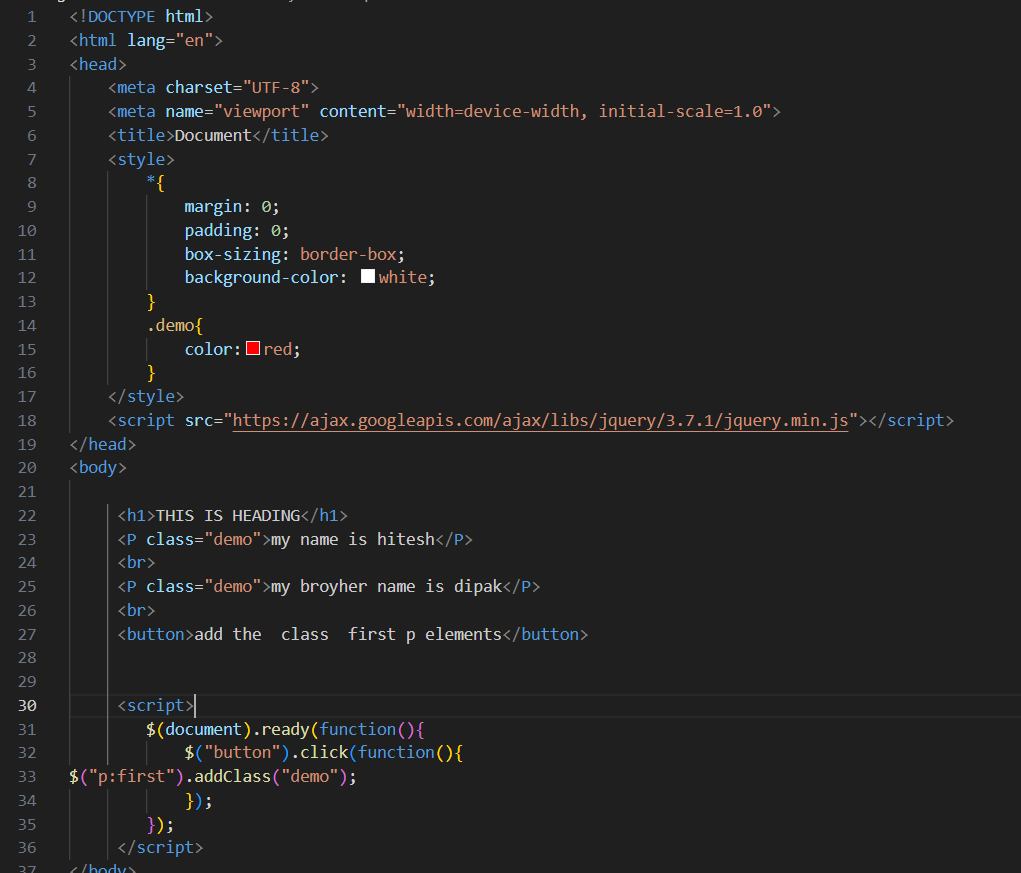 1 <!DOCTYPE html>
2 <html lang="en">
3 <head>
4     <meta charset="UTF-8">
5     <meta name="viewport" content="width=device-width, initial-scale=1.0">
6     <title>Document</title>
7     <style>
8         *{
9             margin: 0;
10             padding: 0;
11             box-sizing: border-box;
12             background-color: white;
13         }
14         .demo{
15             color: red;
16         }
17     </style>
18     <script src="https://ajax.googleapis.com/ajax/libs/jquery/3.7.1/jquery.min.js"></script>
19 </head>
20 <body>
21
22      <h1>THIS IS HEADING</h1>
23      <P class="demo">my name is hitesh</P>
24      <br>
25      <P class="demo">my broyher name is dipak</P>
26      <br>
27      <button>add the  class  first p elements</button>
28
29
30      <script>
31         $(document).ready(function(){
32             $("button").click(function(){
33 $("p:first").addClass("demo");
34             });
35         });
36      </script>
37 </body>